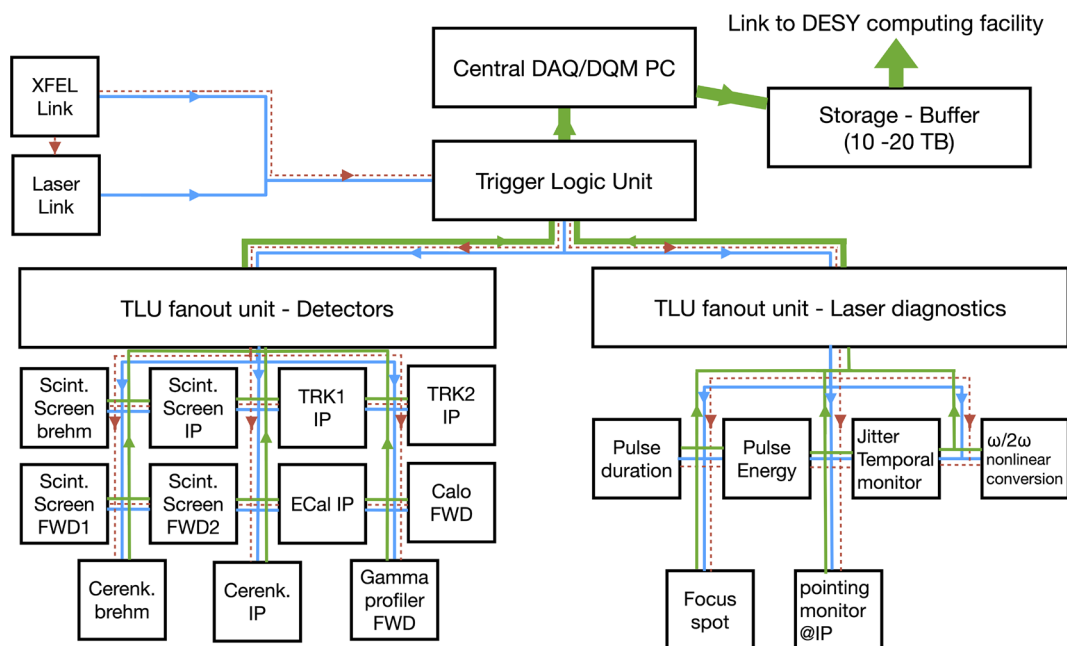 Link to DESY computing facility
XFEL
Link
Central DAQ/DQM PC
Storage - Buffer
(10 -20 TB)
Laser
Link
Trigger Logic Unit
TLU fanout unit - Detectors
TLU fanout unit - Laser diagnostics
Scint.
Screen
brehm
Scint.
Screen
IP
TRK1
IP
TRK2
IP
Pulse
duration
Pulse
Energy
Jitter
Temporal
monitor
ω/2ω
nonlinear
conversion
Scint.
Screen
FWD1
Scint.
Screen
FWD2
ECal IP
Calo
FWD
Cerenk.
brehm
Cerenk.
IP
Gamma
profiler
FWD
Focus
spot
pointing
monitor
@IP